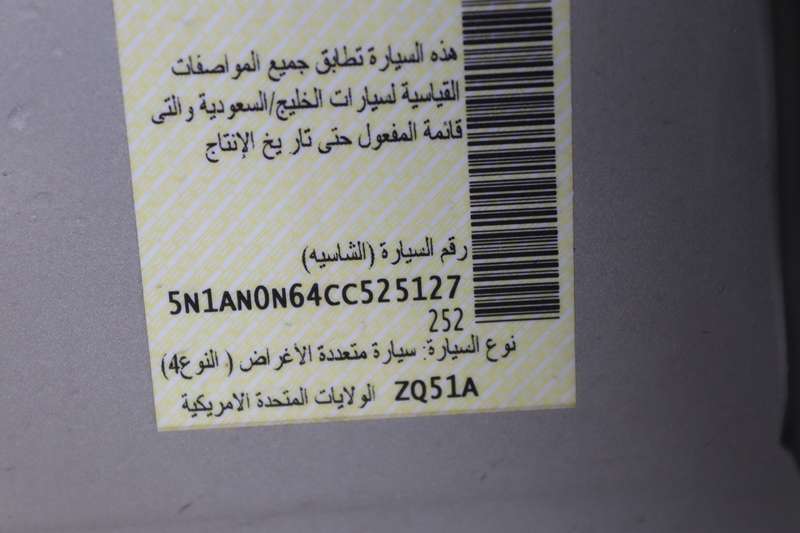 هذه السيارة تطابق جميع المواصفات
القياسية لسيارات الخليج/السعودية والتى
قائمة المفعول حتى تاريخ الإنتاج
رقم السيارة (الشاسيه)
5N1AN0N64CC525127
252
نوع السيارة: سيارة متعددة الأغراض ( النوع4)
ZQ51A الولايات المتحدة الامريكية